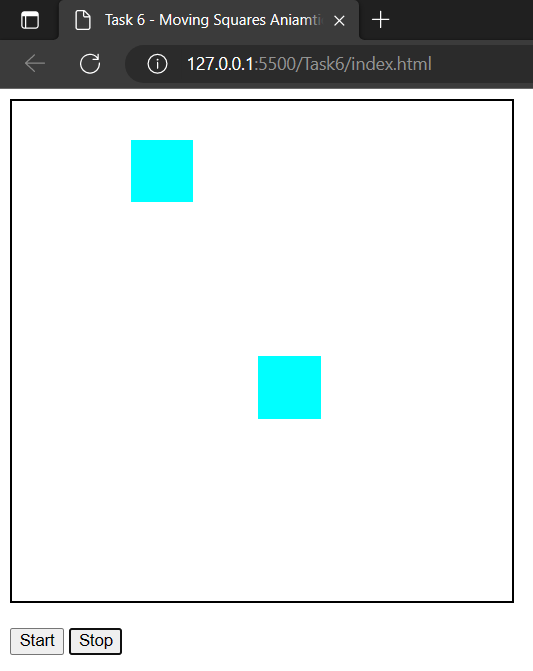 Task 6 - Moving Squares Aniamti
127.0.0.1:5500/Task6/index.html
Start Stop